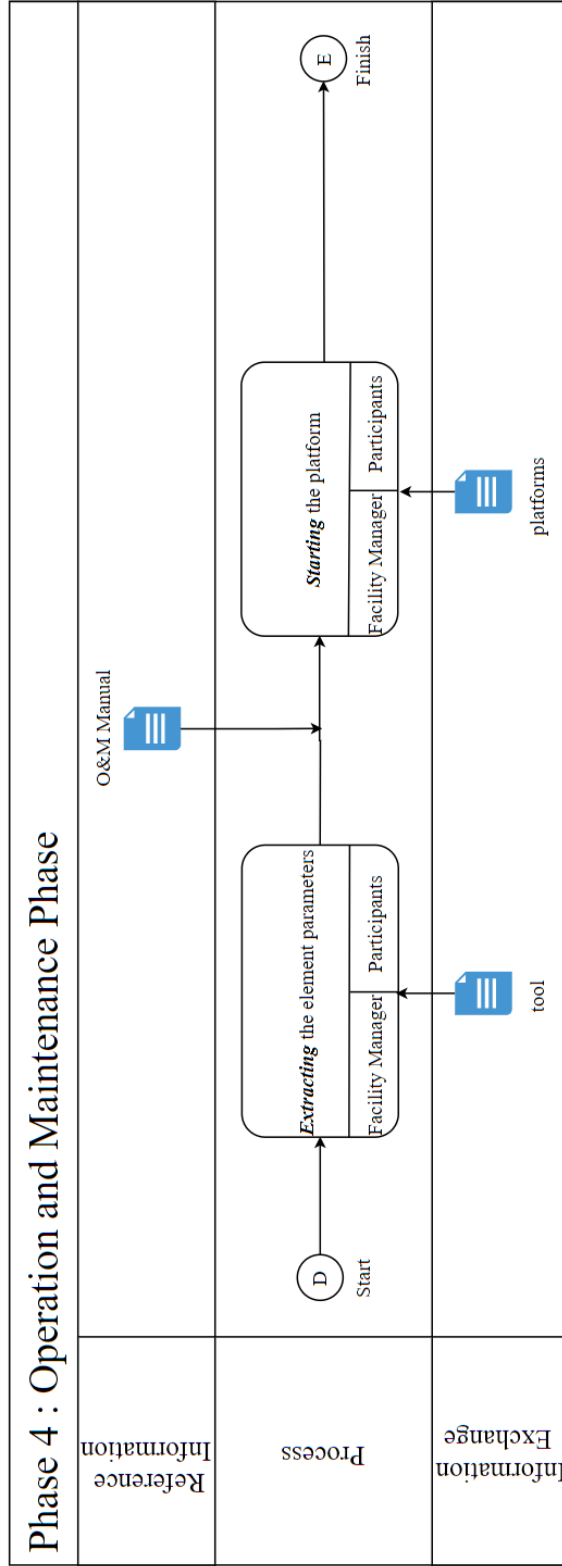 Phase 4 : Operation and Maintenance Phase
Reference
Information
O&M Manual
Process
D
Start
Extracting the element parameters
Facility Manager
Participants
Starting the platform
Facility Manager
Participants
E
Finish
Information
Exchange
tool
platforms